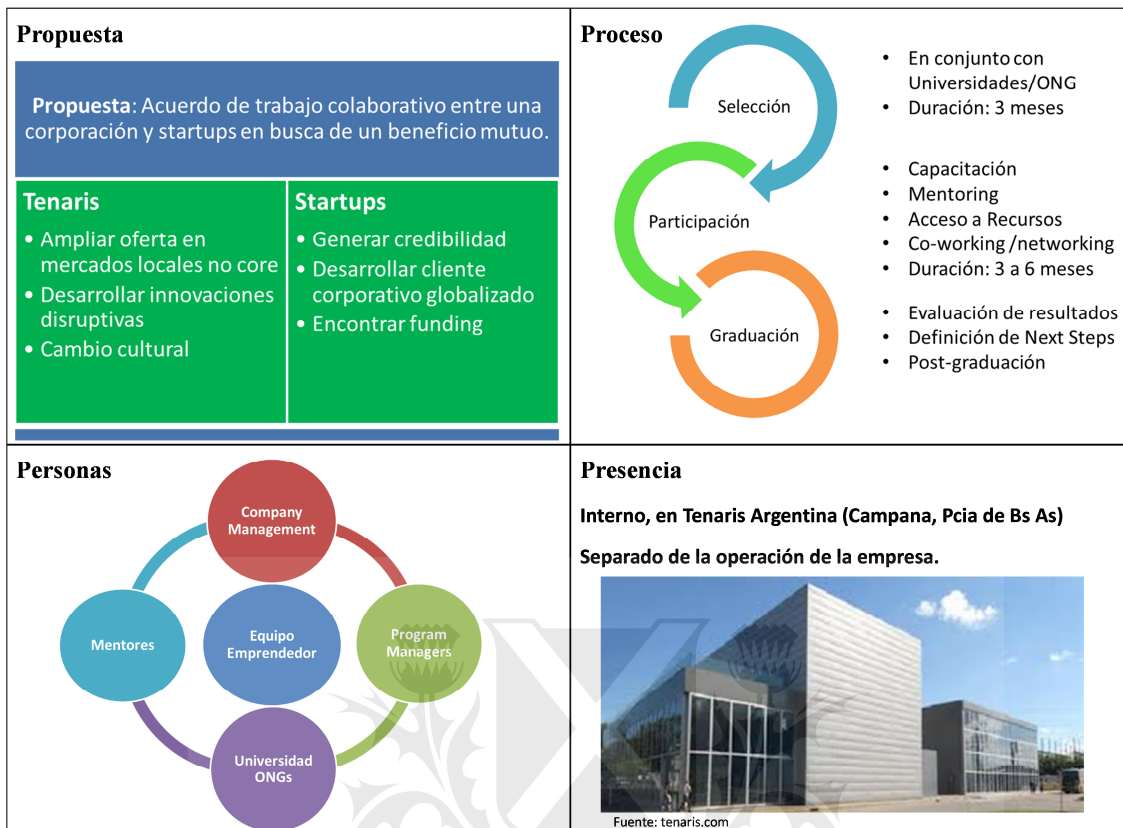 Propuesta
Propuesta: Acuerdo de trabajo colaborativo entre una
corporación y startups en busca de un beneficio mutuo.
Tenaris
• Ampliar oferta en
mercados locales no core
• Desarrollar innovaciones
disruptivas
• Cambio cultural
Startups
• Generar credibilidad
• Desarrollar cliente
corporativo globalizado
• Encontrar funding
Proceso
Selección
• En conjunto con
Universidades/ONG
• Duración: 3 meses
Participación
• Capacitación
• Mentoring
• Acceso a Recursos
• Co-working /networking
• Duración: 3 a 6 meses
Graduación
• Evaluación de resultados
• Definición de Next Steps
• Post-graduación
Personas
Company
Management
Mentores
Equipo
Emprendedor
Program
Managers
Universidad
ONGs
Presencia
Interno, en Tenaris Argentina (Campana, Pcia de Bs As)
Separado de la operación de la empresa.
Fuente: tenaris.com